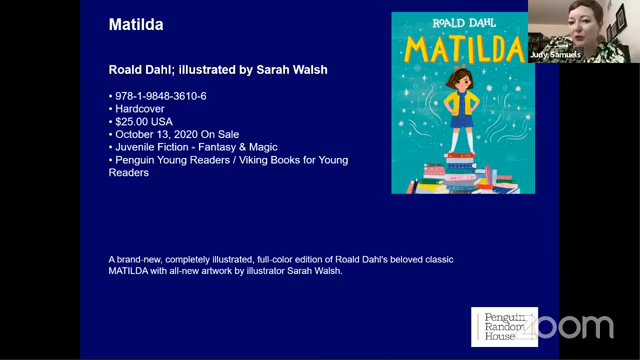 Matilda
Roald Dahl; illustrated by Sarah Walsh
• 978-1-9848-3610-6
• Hardcover
• $25.00 USA
• October 13, 2020 On Sale
• Juvenile Fiction - Fantasy & Magic
• Penguin Young Readers / Viking Books for Young
Readers
ROALD DAHL
MATILDA
Judy Samuels
A brand-new, completely illustrated, full-color edition of Roald Dahl's beloved classic
MATILDA with all-new artwork by illustrator Sarah Walsh.
Penguin
Random
House
zoom